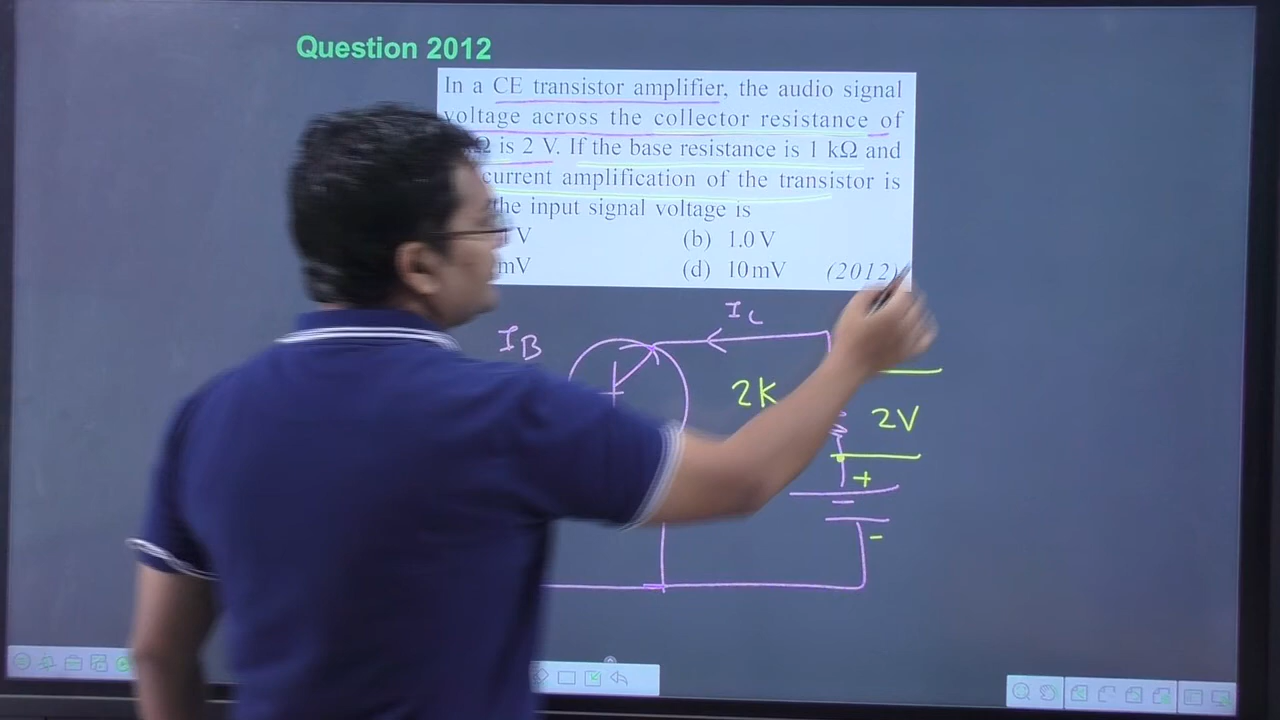 Question 2012
In a CE transistor amplifier, the audio signal
voltage across the collector resistance of
Ω is 2 V. If the base resistance is 1 kΩ and
current amplification of the transistor is
the input signal voltage is
V (b) 1.0 V
mV (d) 10 mV (2012)
I_C
I_B
2K
2V
+
-